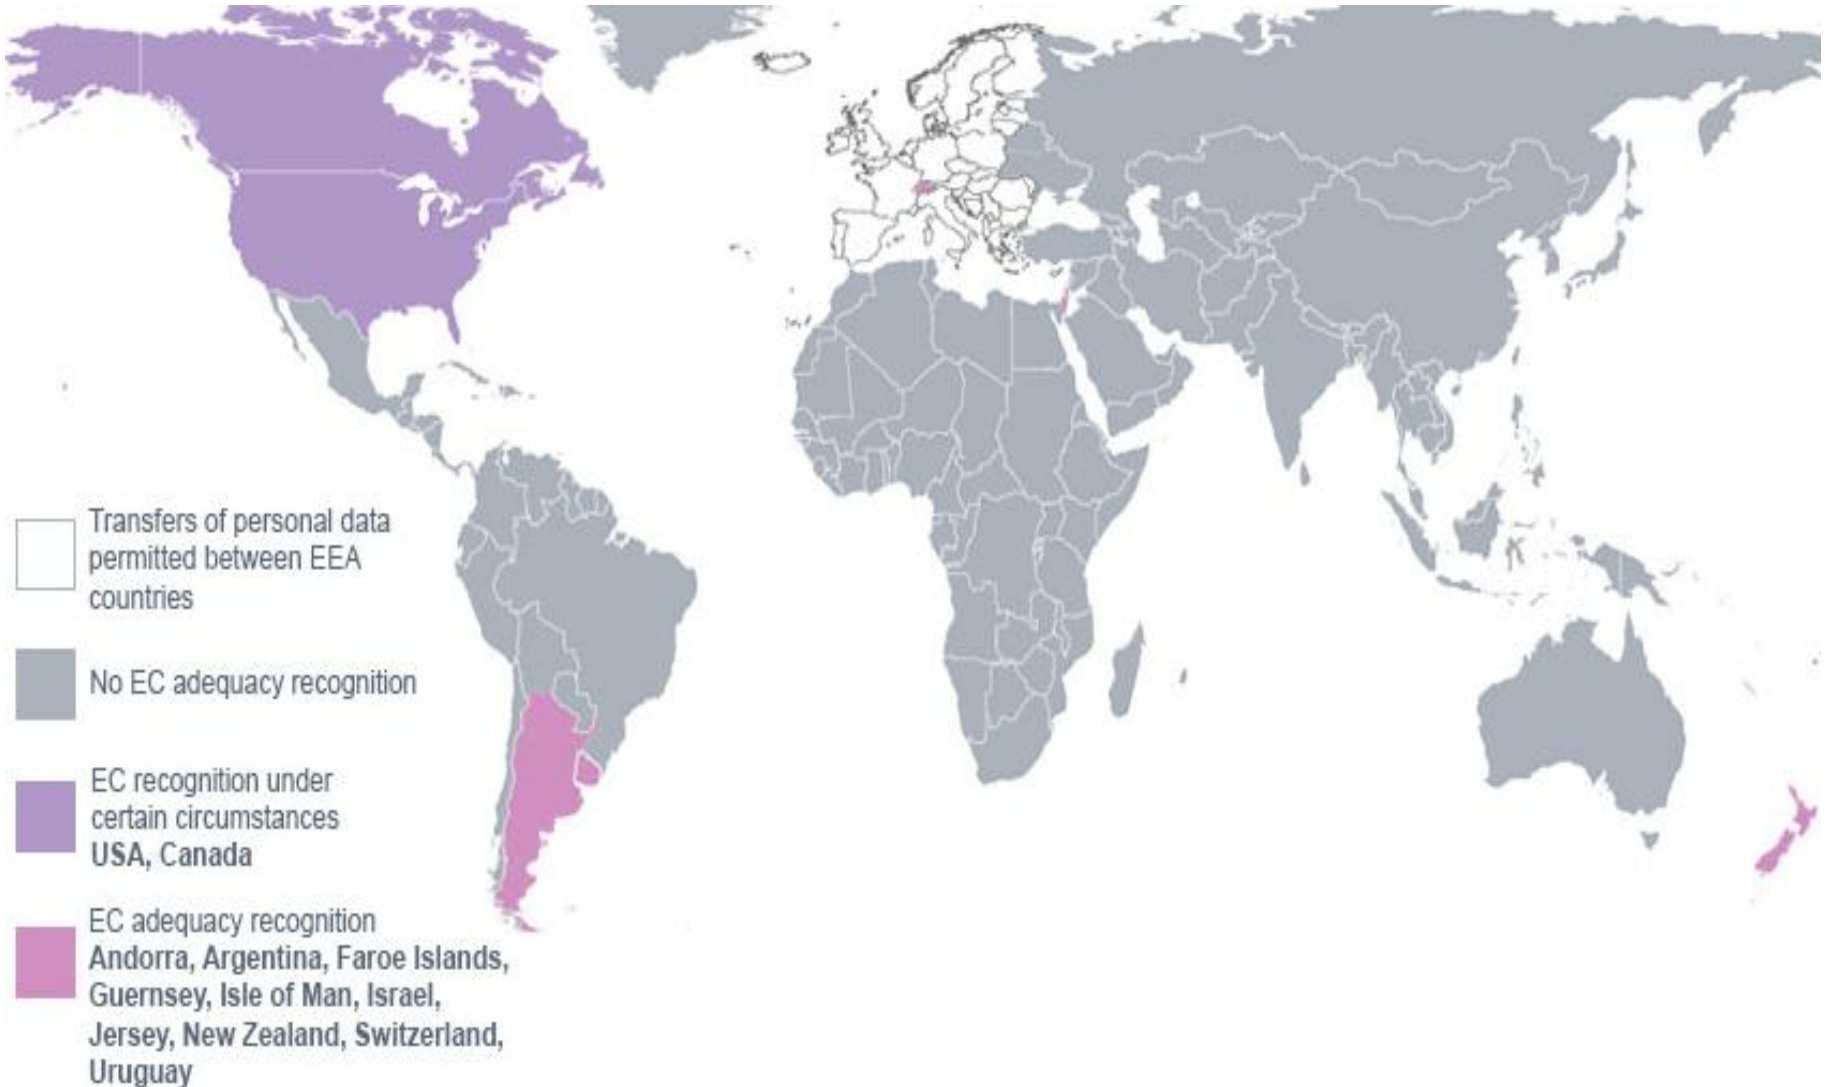 Transfers of personal data
permitted between EEA
countries
No EC adequacy recognition
EC recognition under
certain circumstances
USA, Canada
EC adequacy recognition
Andorra, Argentina, Faroe Islands,
Guernsey, Isle of Man, Israel,
Jersey, New Zealand, Switzerland,
Uruguay